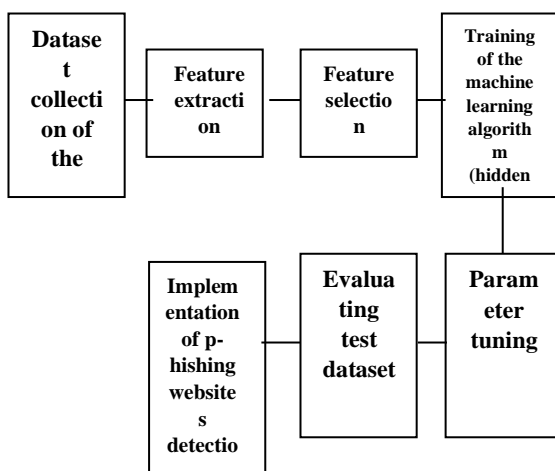 Datase
t
collecti
on of
the
Feature
extracti
on
Feature
selectio
n
Training
of the
machine
learning
algorith
m
(hidden
Param
eter
tuning
Evalua
ting
test
dataset
Implem
entation
of p-
hishing
website
s
detectio